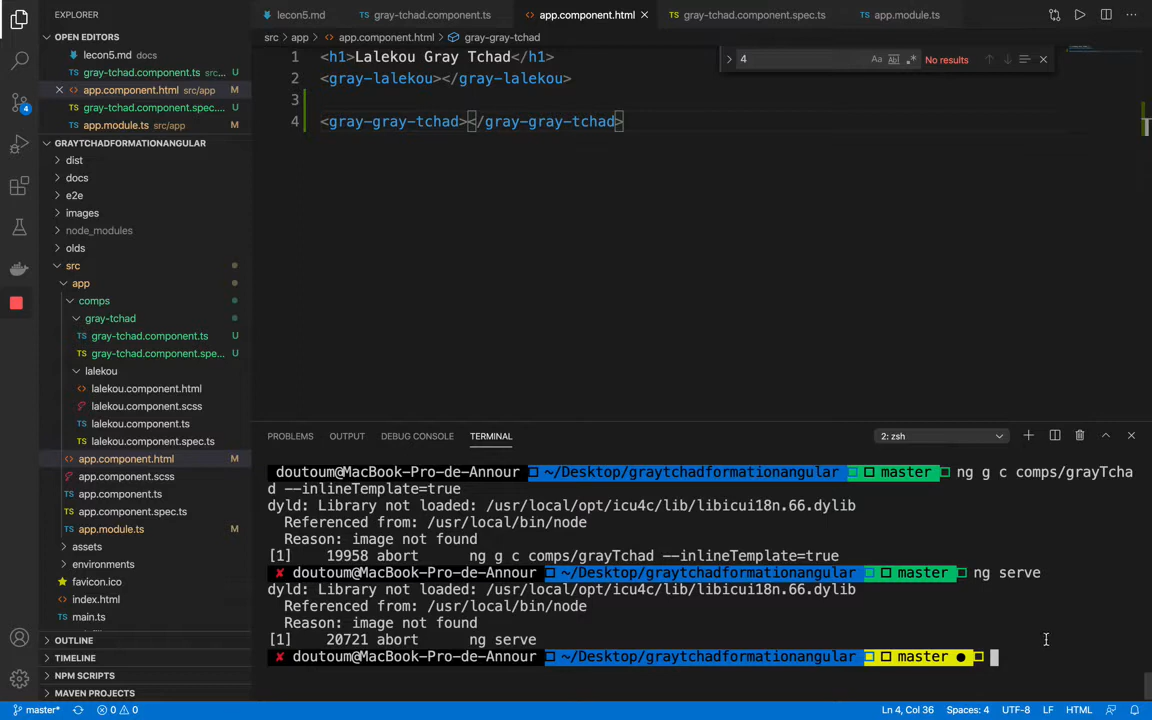 EXPLORER
OPEN EDITORS
lecon5.md docs
gray-tchad.component.ts src... U
app.component.html src/app M
gray-tchad.component.spec.... U
app.module.ts src/app M
GRAYTCHADFORMATIONANGULAR
dist
docs
e2e
images
node_modules
olds
src
app
comps
gray-tchad
gray-tchad.component.ts U
gray-tchad.component.spe... U
lalekou
lalekou.component.html
lalekou.component.scss
lalekou.component.ts
lalekou.component.spec.ts
app.component.html M
app.component.scss
app.component.ts
app.component.spec.ts
app.module.ts M
assets
environments
favicon.ico
index.html
main.ts
OUTLINE
TIMELINE
NPM SCRIPTS
MAVEN PROJECTS
4
lecon5.md gray-tchad.component.ts app.component.html gray-tchad.component.spec.ts app.module.ts
src > app > app.component.html > gray-gray-tchad
4 Aa Ab| .* No results
1 <h1>Lalekou Gray Tchad</h1>
2 <gray-lalekou></gray-lalekou>
3
4 <gray-gray-tchad></gray-gray-tchad>
PROBLEMS OUTPUT DEBUG CONSOLE TERMINAL 2: zsh
doutoum@MacBook-Pro-de-Annour ~/Desktop/graytchadformationangular master ng g c comps/grayTcha
d --inlineTemplate=true
dyld: Library not loaded: /usr/local/opt/icu4c/lib/libicui18n.66.dylib
Referenced from: /usr/local/bin/node
Reason: image not found
[1] 19958 abort ng g c comps/grayTchad --inlineTemplate=true
✘ doutoum@MacBook-Pro-de-Annour ~/Desktop/graytchadformationangular master ng serve
dyld: Library not loaded: /usr/local/opt/icu4c/lib/libicui18n.66.dylib
Referenced from: /usr/local/bin/node
Reason: image not found
[1] 20721 abort ng serve
✘ doutoum@MacBook-Pro-de-Annour ~/Desktop/graytchadformationangular master ●
master* 0 0 Ln 4, Col 36 Spaces: 4 UTF-8 LF HTML